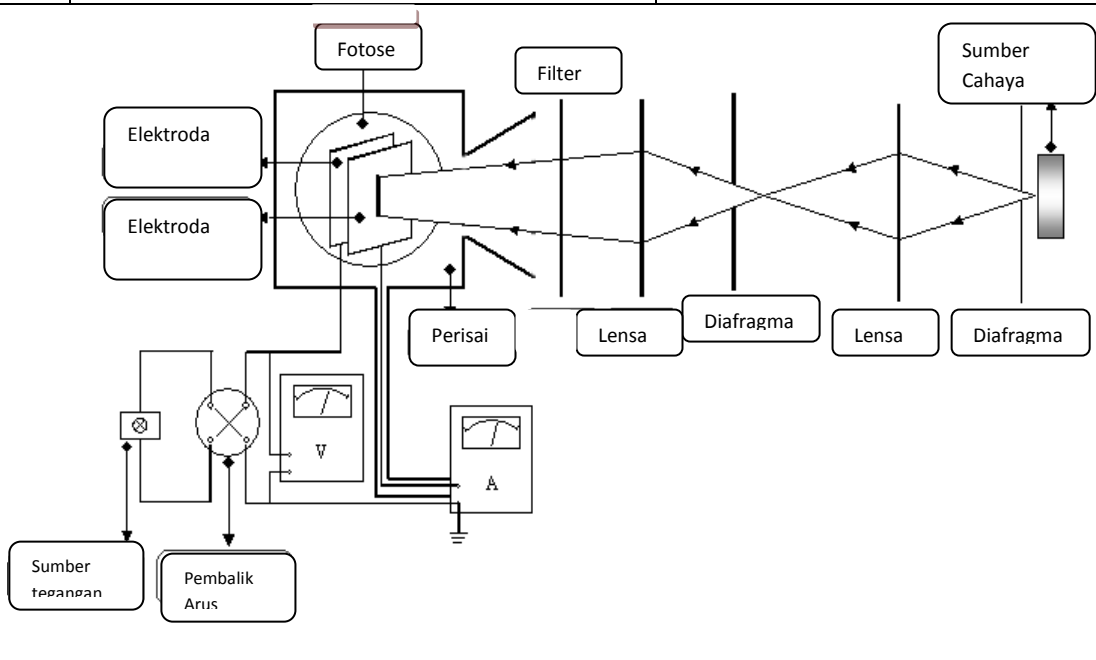 Fotose
Filter
Sumber
Cahaya
Elektroda
Elektroda
Perisai
Lensa
Diafragma
Lensa
Diafragma
V
A
Sumber
tegangan
Pembalik
Arus